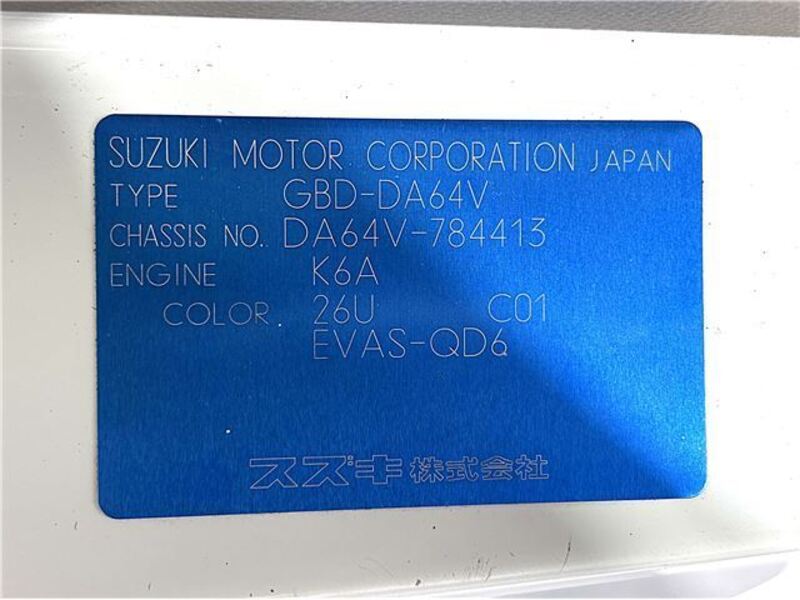 SUZUKI MOTOR CORPORATION JAPAN
TYPE GBD-DA64V
CHASSIS NO. DA64V-784413
ENGINE K6A
COLOR 26U C01
EVAS-QD6
スズキ株式会社